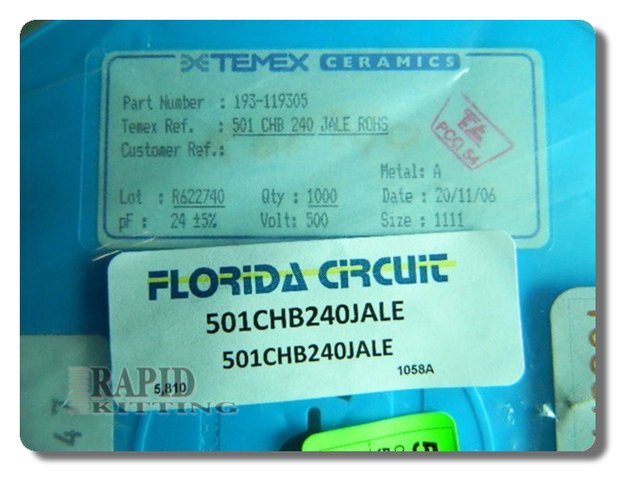 TEMEX CERAMICS
Part Number : 193-119305
Temex Ref. : 501 CHB 240 JALE ROHS
Customer Ref.:
PCQ.54
Metal: A
Lot : R622740 Qty : 1000 Date : 20/11/06
pF : 24 ±5% Volt: 500 Size : 1111
FLORIDA CIRCUIT
501CHB240JALE
501CHB240JALE
5,810 1058A
RAPID
KITTING
47